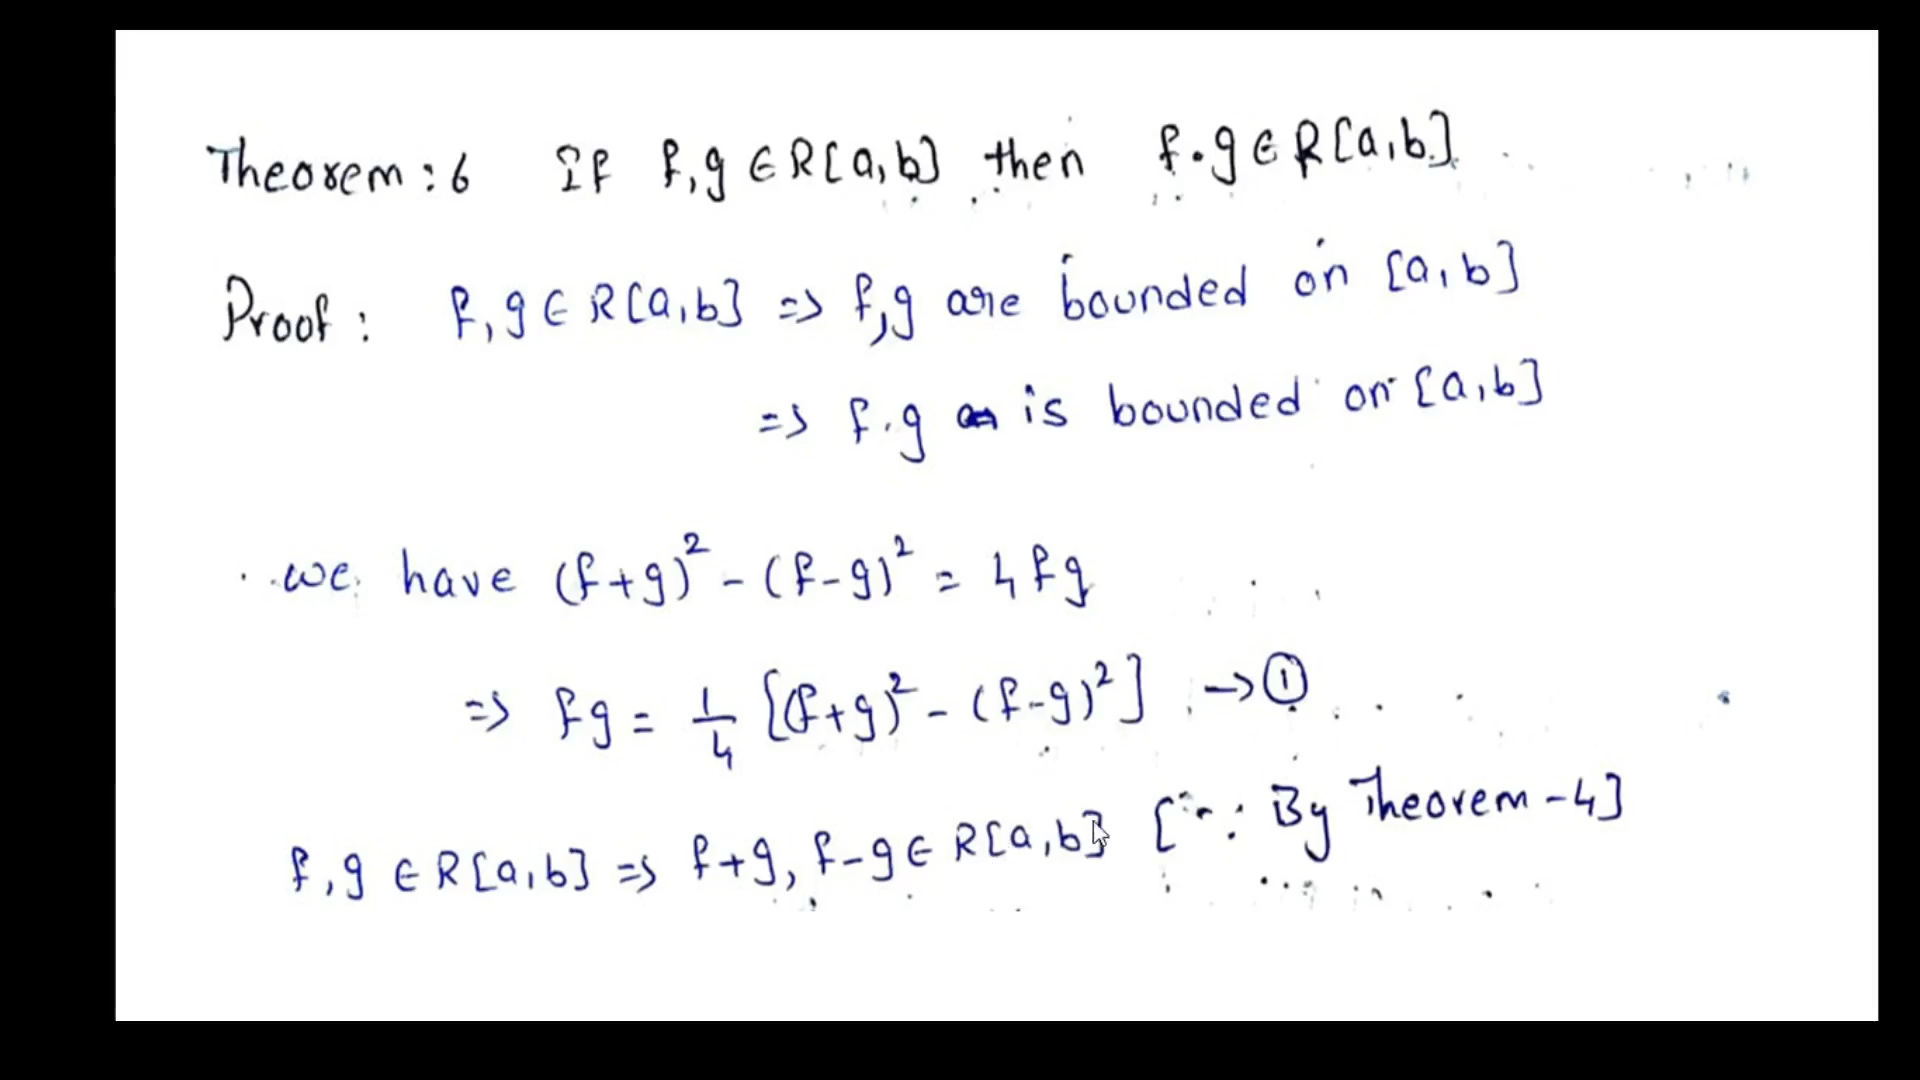 Theorem : 6 If f, g ∈ R[a, b] then f·g ∈ R[a, b]
Proof : f, g ∈ R[a, b] => f, g are bounded on [a, b]
=> f·g is bounded on [a, b]
we have (f+g)² - (f-g)² = 4fg
=> fg = 1/4 [(f+g)² - (f-g)²] → ①
f, g ∈ R[a, b] => f+g, f-g ∈ R[a, b] [∵ By Theorem - 4]